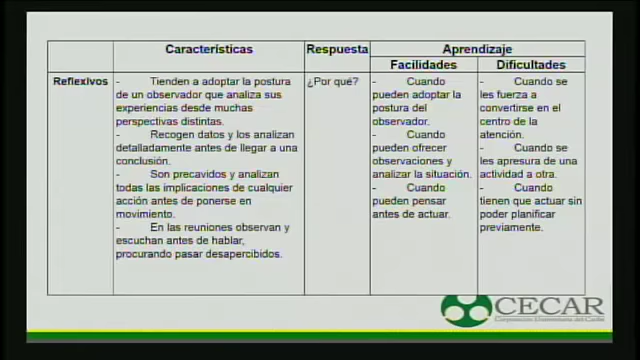 Características
Respuesta
Aprendizaje
Facilidades
Dificultades
Reflexivos
- Tienden a adoptar la postura
de un observador que analiza sus
experiencias desde muchas
perspectivas distintas.
- Recogen datos y los analizan
detalladamente antes de llegar a una
conclusión.
- Son precavidos y analizan
todas las implicaciones de cualquier
acción antes de ponerse en
movimiento.
- En las reuniones observan y
escuchan antes de hablar,
procurando pasar desapercibidos.
¿Por qué?
- Cuando
pueden adoptar la
postura del
observador.
- Cuando
pueden ofrecer
observaciones y
analizar la situación.
- Cuando
pueden pensar
antes de actuar.
- Cuando se
les fuerza a
convertirse en el
centro de la
atención.
- Cuando se
les apresura de una
actividad a otra.
- Cuando
tienen que actuar sin
poder planificar
previamente.
CECAR
Corporación Universitaria del Caribe